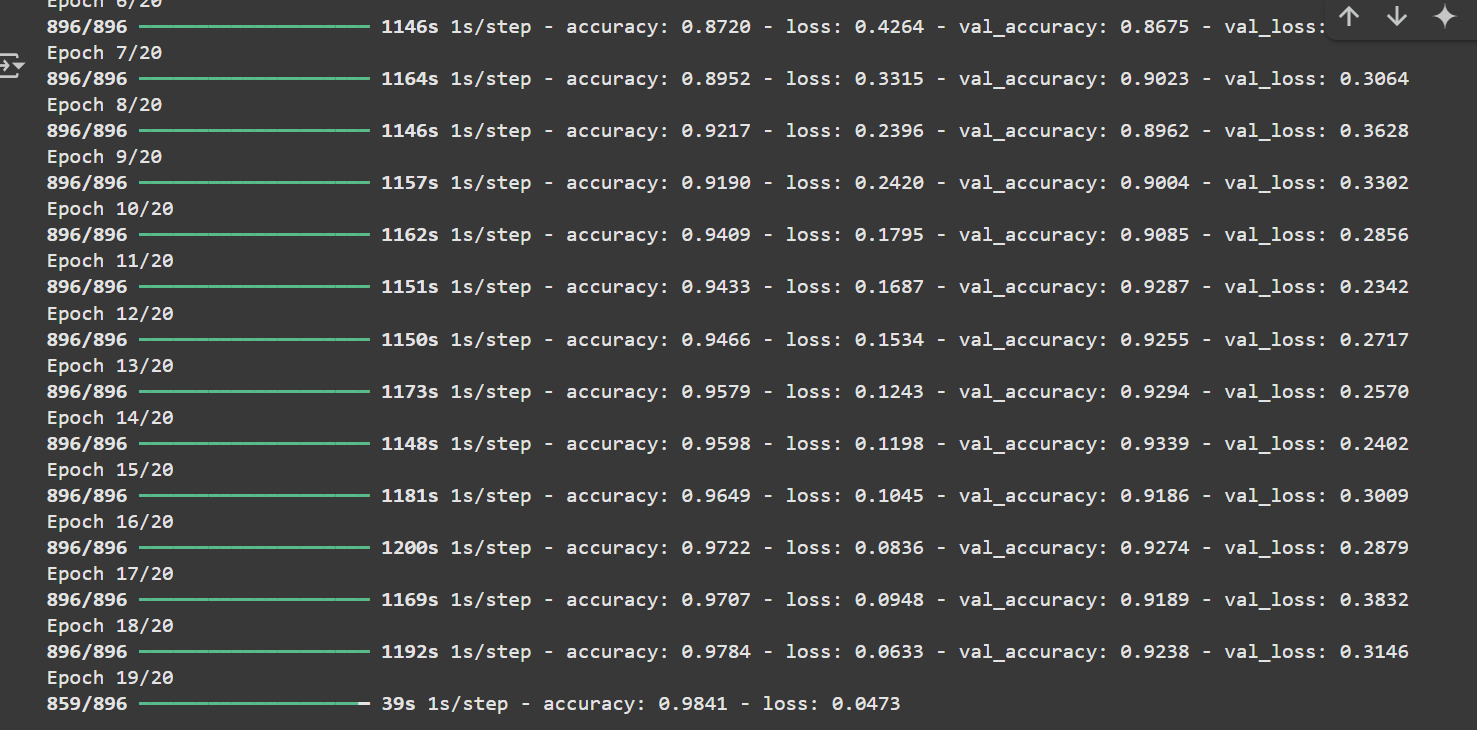 Epoch 6/20
896/896 1146s 1s/step - accuracy: 0.8720 - loss: 0.4264 - val_accuracy: 0.8675 - val_loss:
Epoch 7/20
896/896 1164s 1s/step - accuracy: 0.8952 - loss: 0.3315 - val_accuracy: 0.9023 - val_loss: 0.3064
Epoch 8/20
896/896 1146s 1s/step - accuracy: 0.9217 - loss: 0.2396 - val_accuracy: 0.8962 - val_loss: 0.3628
Epoch 9/20
896/896 1157s 1s/step - accuracy: 0.9190 - loss: 0.2420 - val_accuracy: 0.9004 - val_loss: 0.3302
Epoch 10/20
896/896 1162s 1s/step - accuracy: 0.9409 - loss: 0.1795 - val_accuracy: 0.9085 - val_loss: 0.2856
Epoch 11/20
896/896 1151s 1s/step - accuracy: 0.9433 - loss: 0.1687 - val_accuracy: 0.9287 - val_loss: 0.2342
Epoch 12/20
896/896 1150s 1s/step - accuracy: 0.9466 - loss: 0.1534 - val_accuracy: 0.9255 - val_loss: 0.2717
Epoch 13/20
896/896 1173s 1s/step - accuracy: 0.9579 - loss: 0.1243 - val_accuracy: 0.9294 - val_loss: 0.2570
Epoch 14/20
896/896 1148s 1s/step - accuracy: 0.9598 - loss: 0.1198 - val_accuracy: 0.9339 - val_loss: 0.2402
Epoch 15/20
896/896 1181s 1s/step - accuracy: 0.9649 - loss: 0.1045 - val_accuracy: 0.9186 - val_loss: 0.3009
Epoch 16/20
896/896 1200s 1s/step - accuracy: 0.9722 - loss: 0.0836 - val_accuracy: 0.9274 - val_loss: 0.2879
Epoch 17/20
896/896 1169s 1s/step - accuracy: 0.9707 - loss: 0.0948 - val_accuracy: 0.9189 - val_loss: 0.3832
Epoch 18/20
896/896 1192s 1s/step - accuracy: 0.9784 - loss: 0.0633 - val_accuracy: 0.9238 - val_loss: 0.3146
Epoch 19/20
859/896 39s 1s/step - accuracy: 0.9841 - loss: 0.0473